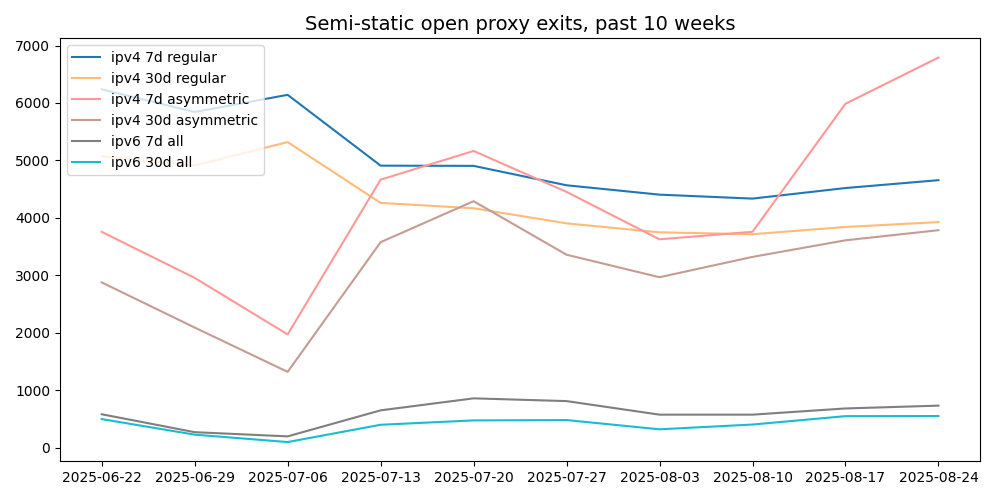 Semi-static open proxy exits, past 10 weeks
ipv4 7d regular
ipv4 30d regular
ipv4 7d asymmetric
ipv4 30d asymmetric
ipv6 7d all
ipv6 30d all
7000
6000
5000
4000
3000
2000
1000
0
2025-06-22 2025-06-29 2025-07-06 2025-07-13 2025-07-20 2025-07-27 2025-08-03 2025-08-10 2025-08-17 2025-08-24